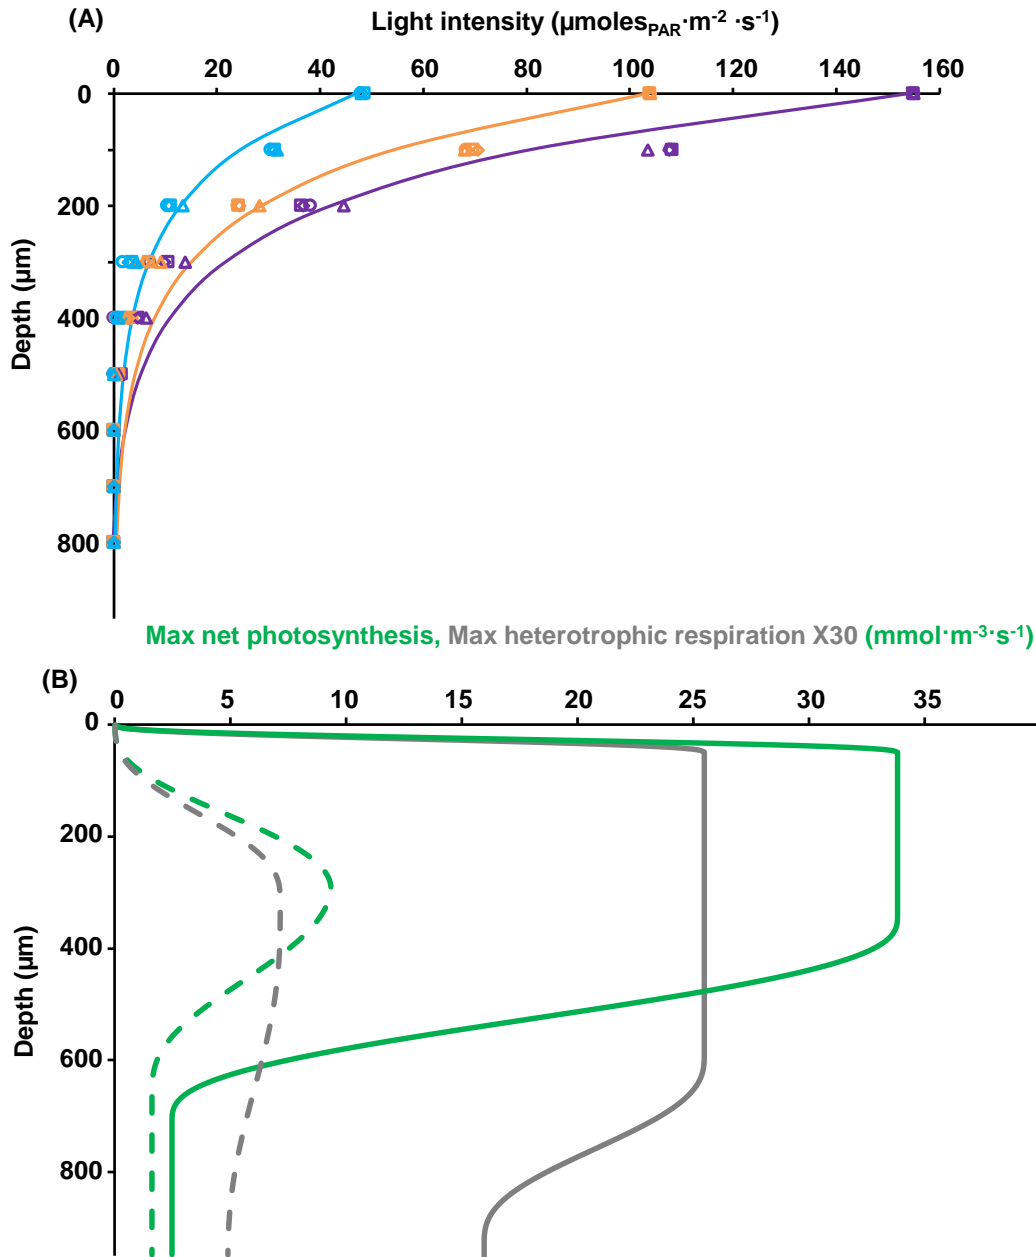 (A)
Light intensity (µmoles_PAR·m⁻² ·s⁻¹)
0 20 40 60 80 100 120 140 160
0
200
400
600
800
Depth (µm)
Max net photosynthesis, Max heterotrophic respiration X30 (mmol·m⁻³·s⁻¹)
(B)
0 5 10 15 20 25 30 35
0
200
400
600
800
Depth (µm)